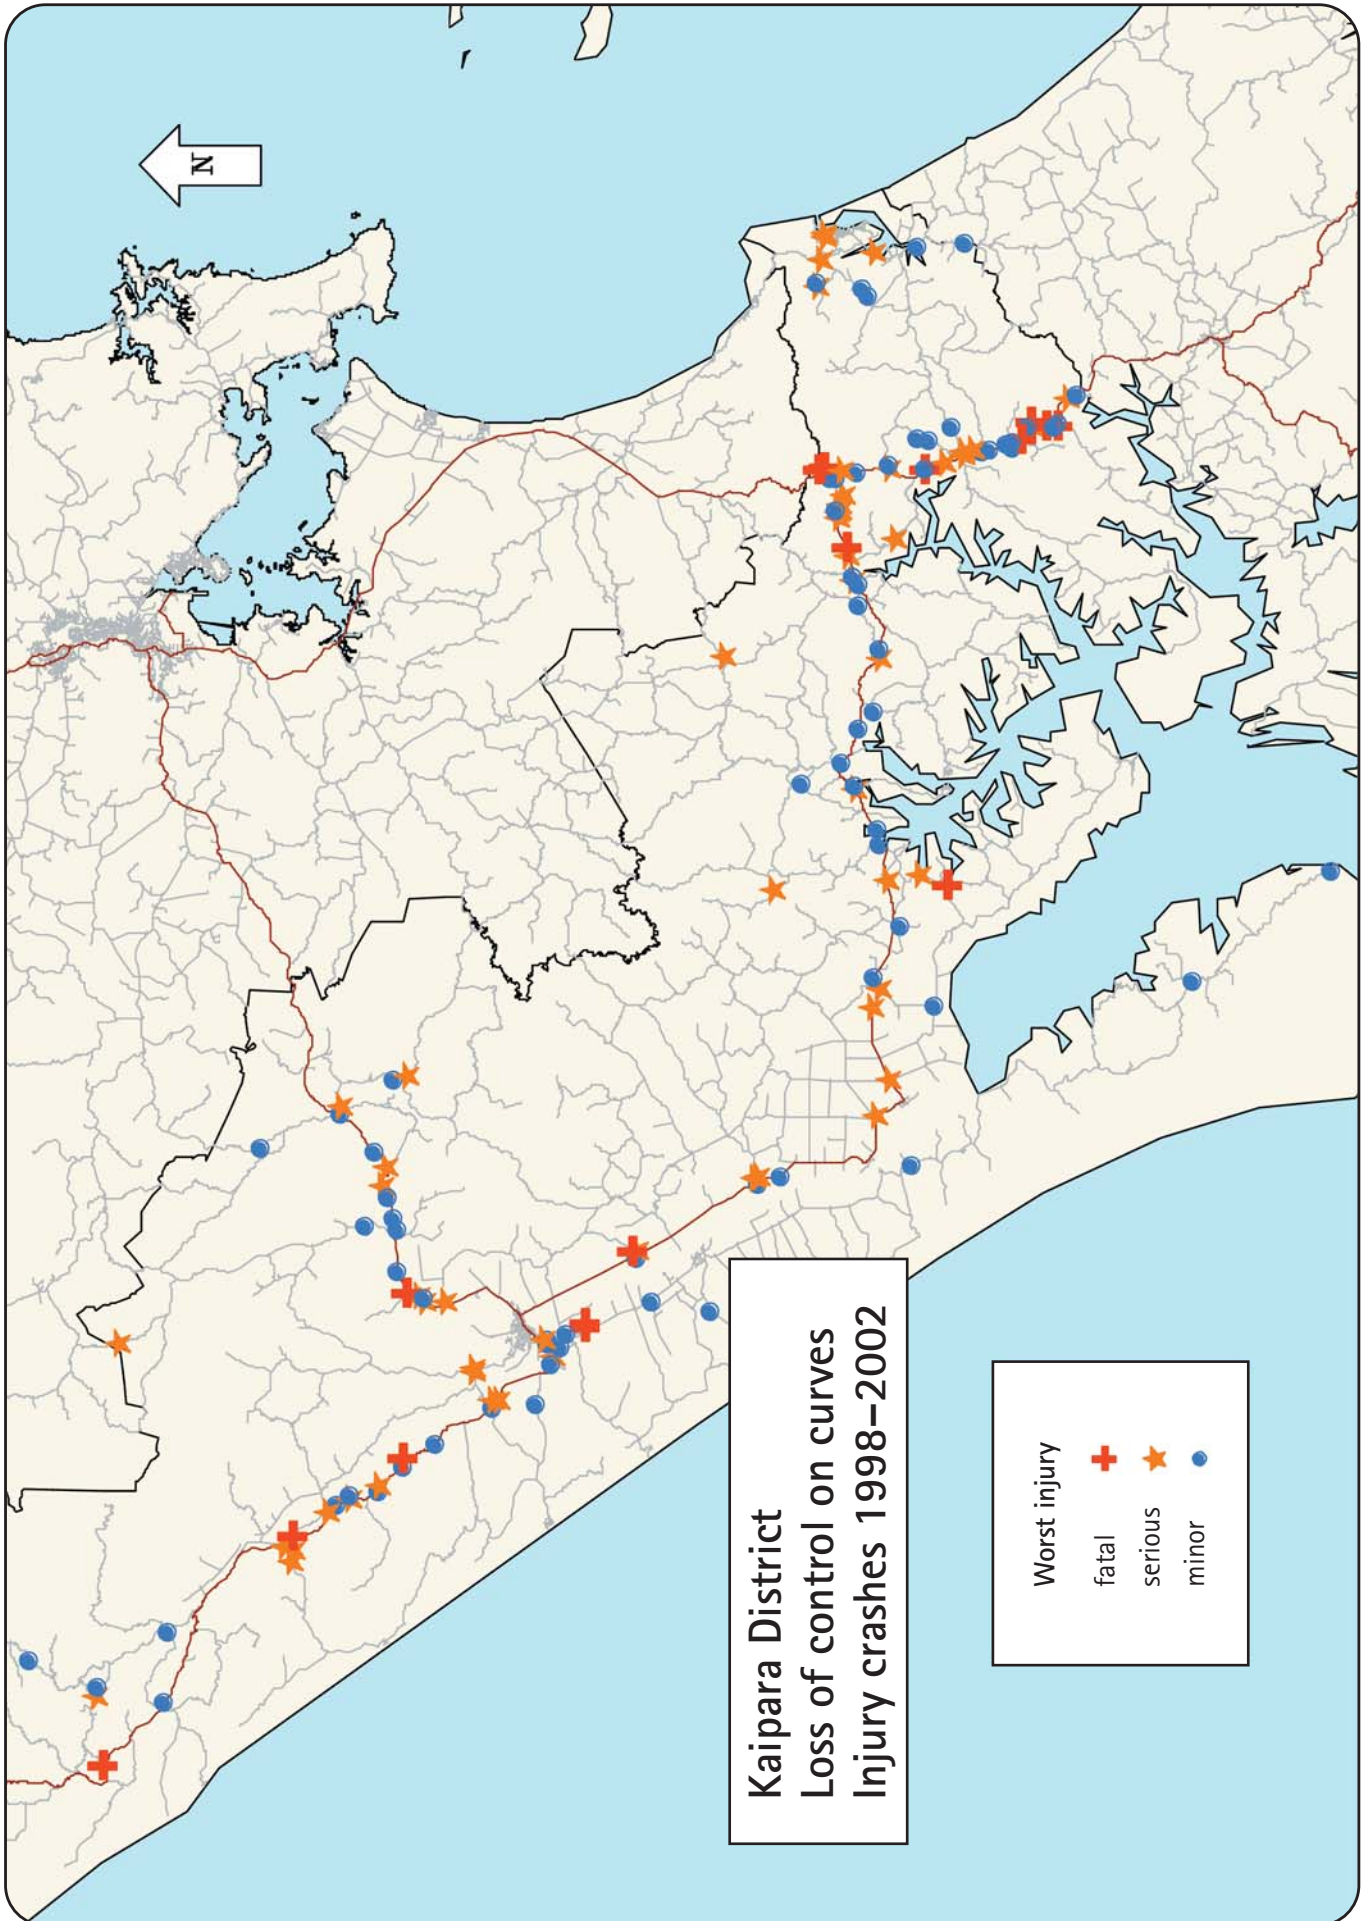 N
Kaipara District
Loss of control on curves
Injury crashes 1998–2002
Worst injury
fatal
serious
minor